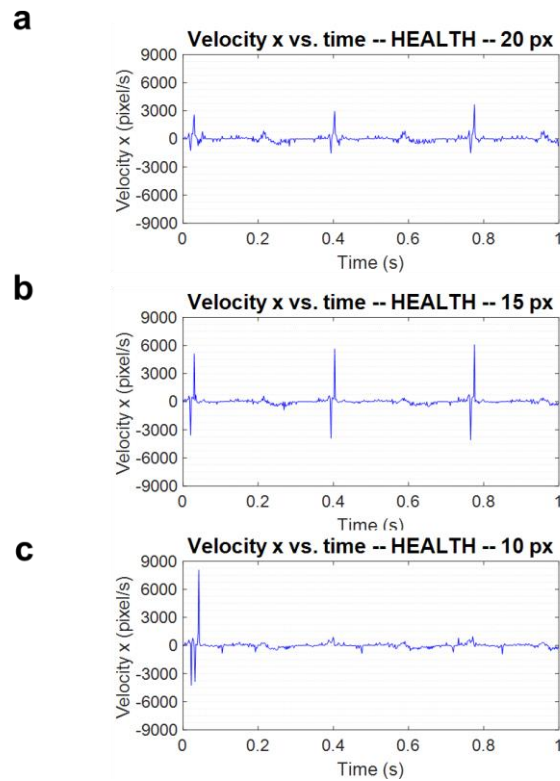 a
Velocity x vs. time -- HEALTH -- 20 px
9000
6000
3000
0
-3000
-6000
-9000
Velocity x (pixel/s)
0 0.2 0.4 0.6 0.8 1
Time (s)
b
Velocity x vs. time -- HEALTH -- 15 px
9000
6000
3000
0
-3000
-6000
-9000
Velocity x (pixel/s)
0 0.2 0.4 0.6 0.8 1
Time (s)
c
Velocity x vs. time -- HEALTH -- 10 px
9000
6000
3000
0
-3000
-6000
-9000
Velocity x (pixel/s)
0 0.2 0.4 0.6 0.8 1
Time (s)